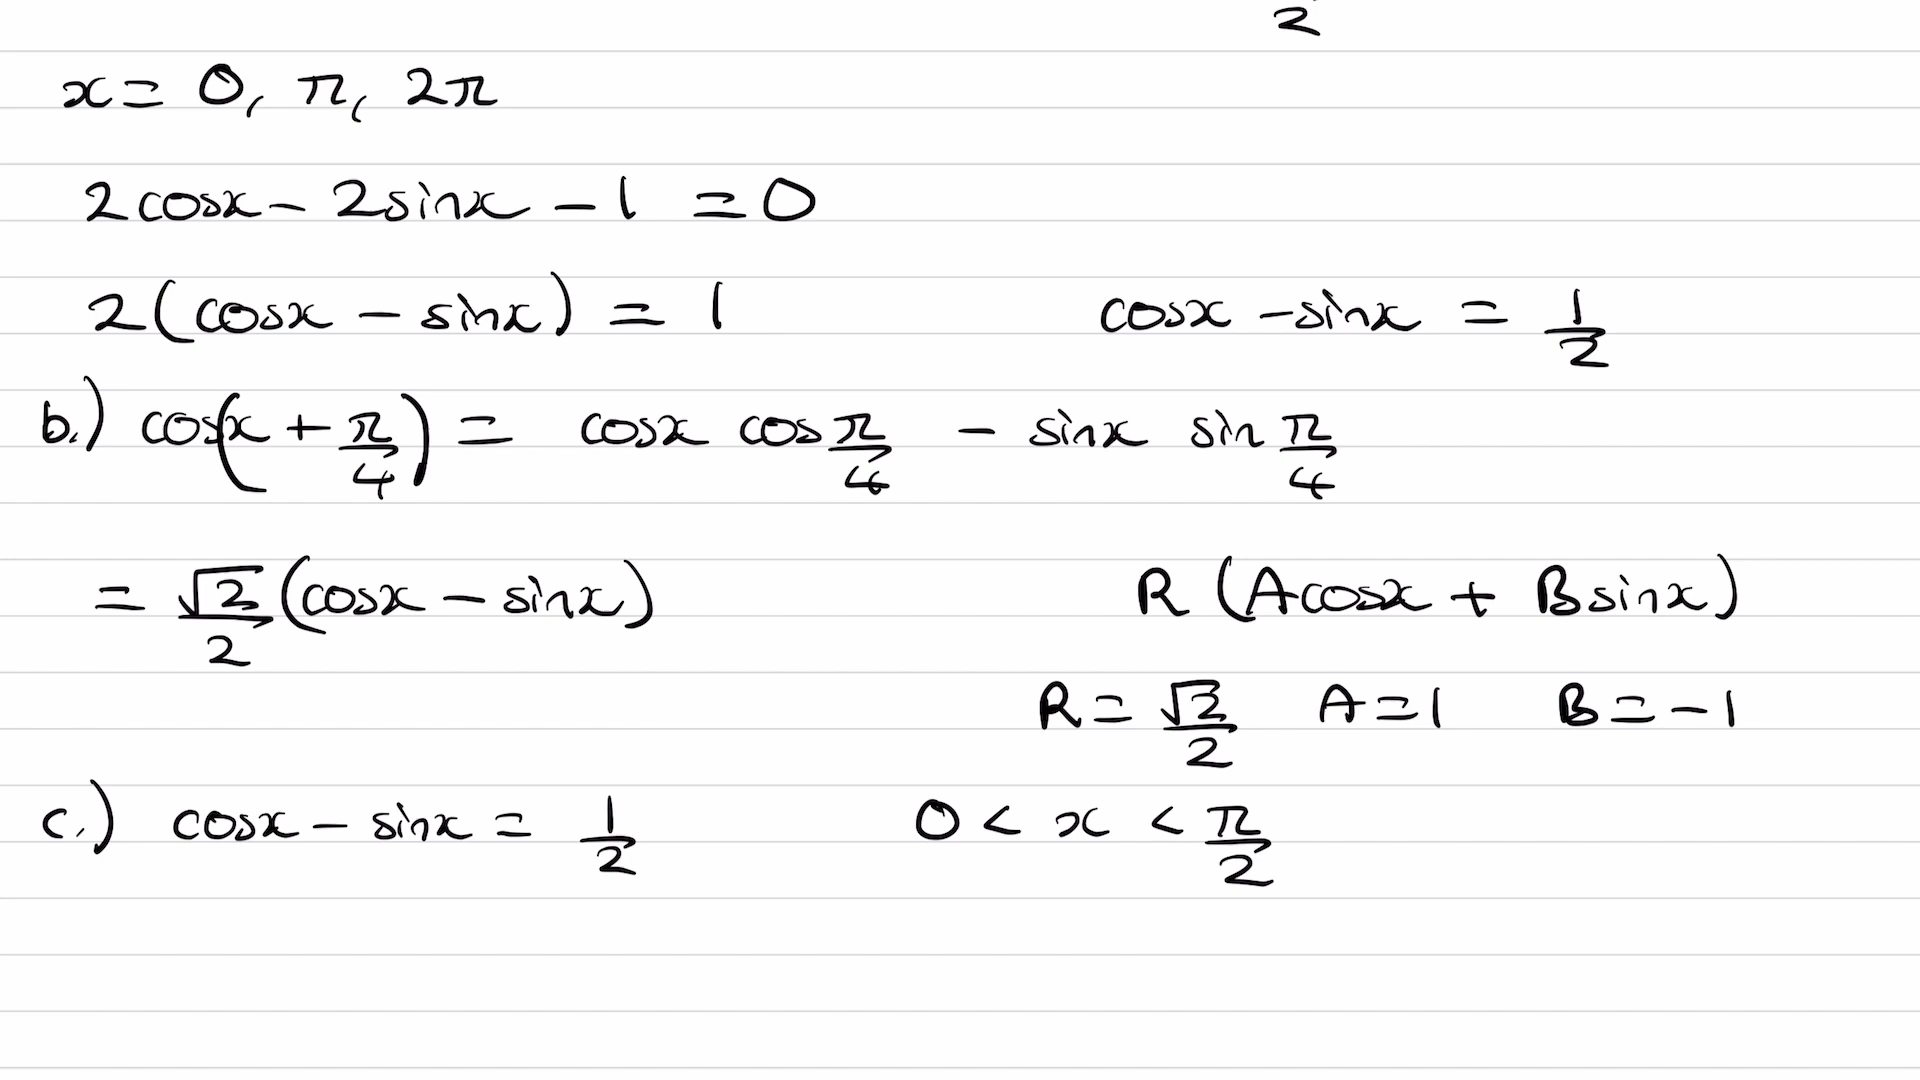 2
x = 0, π, 2π
2cosx - 2sinx - 1 = 0
2(cosx - sinx) = 1 cosx - sinx = 1/2
b.) cos(x + π/4) = cosx cos π/4 - sinx sin π/4
= √2/2 (cosx - sinx) R (Acosx + Bsinx)
R = √2/2 A = 1 B = -1
c.) cosx - sinx = 1/2 0 < x < π/2